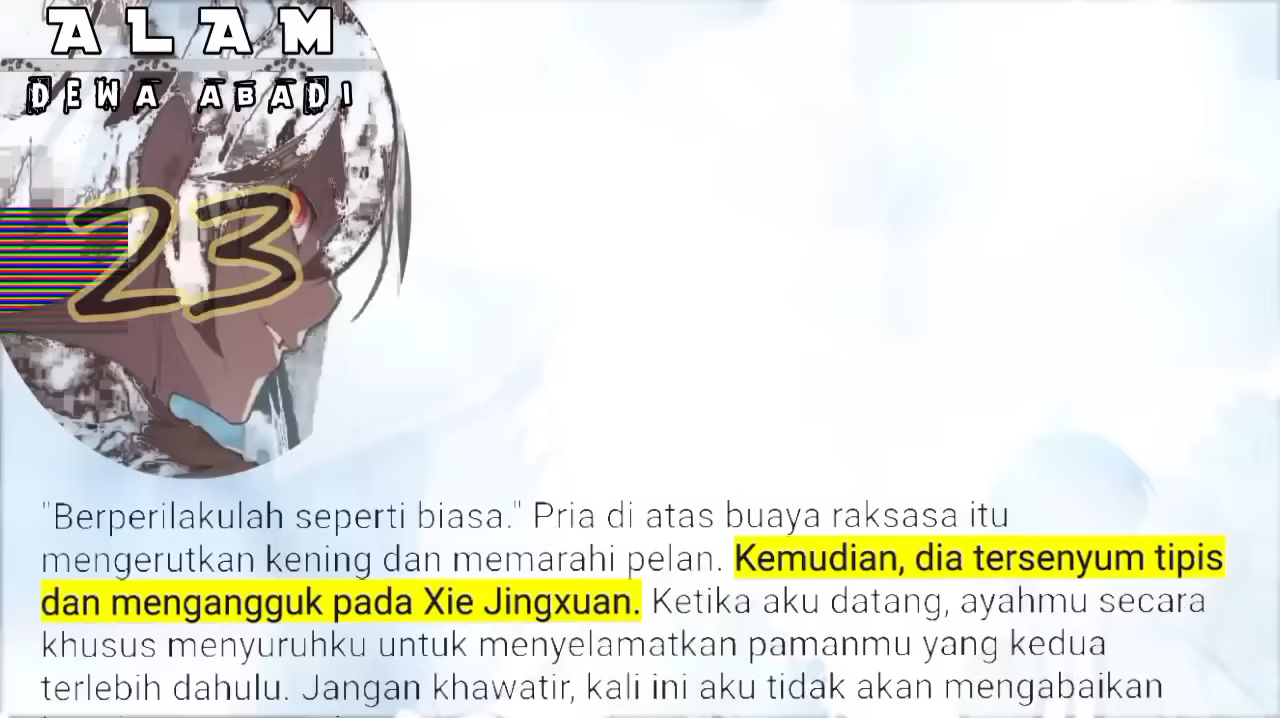 ALAM
DEWA ABADI
23
"Berperilakulah seperti biasa." Pria di atas buaya raksasa itu
mengerutkan kening dan memarahi pelan. Kemudian, dia tersenyum tipis
dan mengangguk pada Xie Jingxuan. Ketika aku datang, ayahmu secara
khusus menyuruhku untuk menyelamatkan pamanmu yang kedua
terlebih dahulu. Jangan khawatir, kali ini aku tidak akan mengabaikan